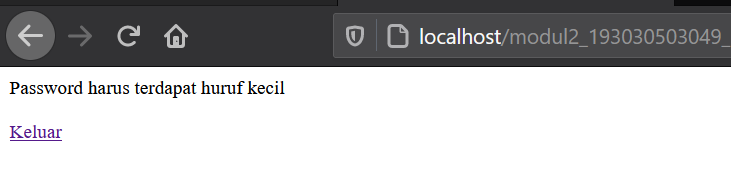 localhost/modul2_193030503049_
Password harus terdapat huruf kecil
Keluar